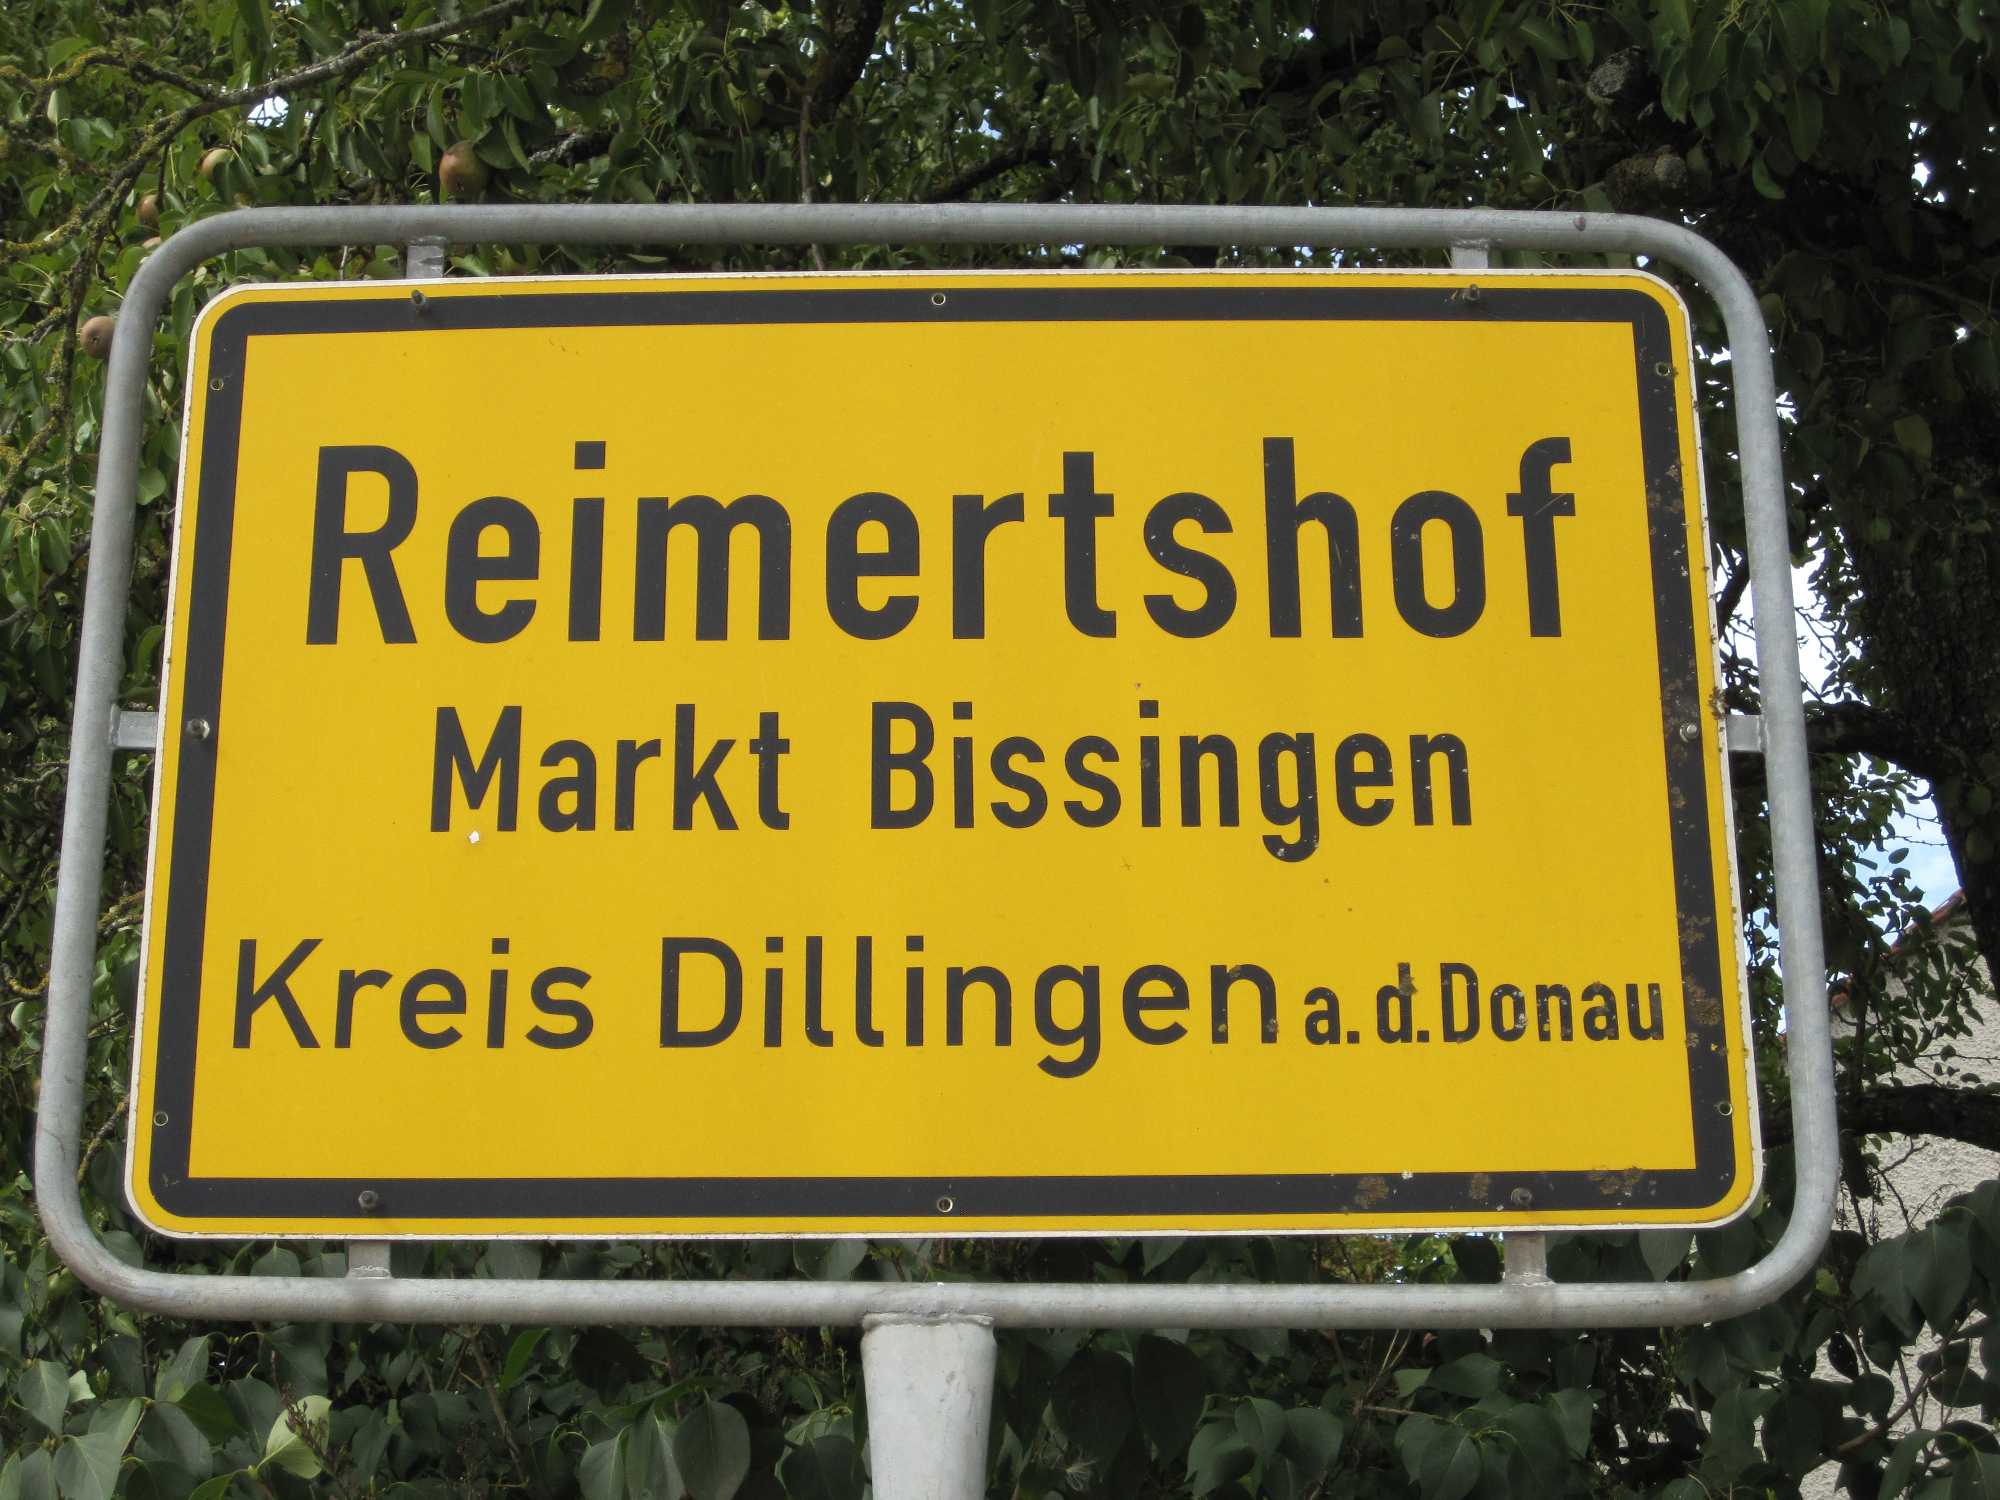 Reimertshof
Markt Bissingen
Kreis Dillingen a.d.Donau